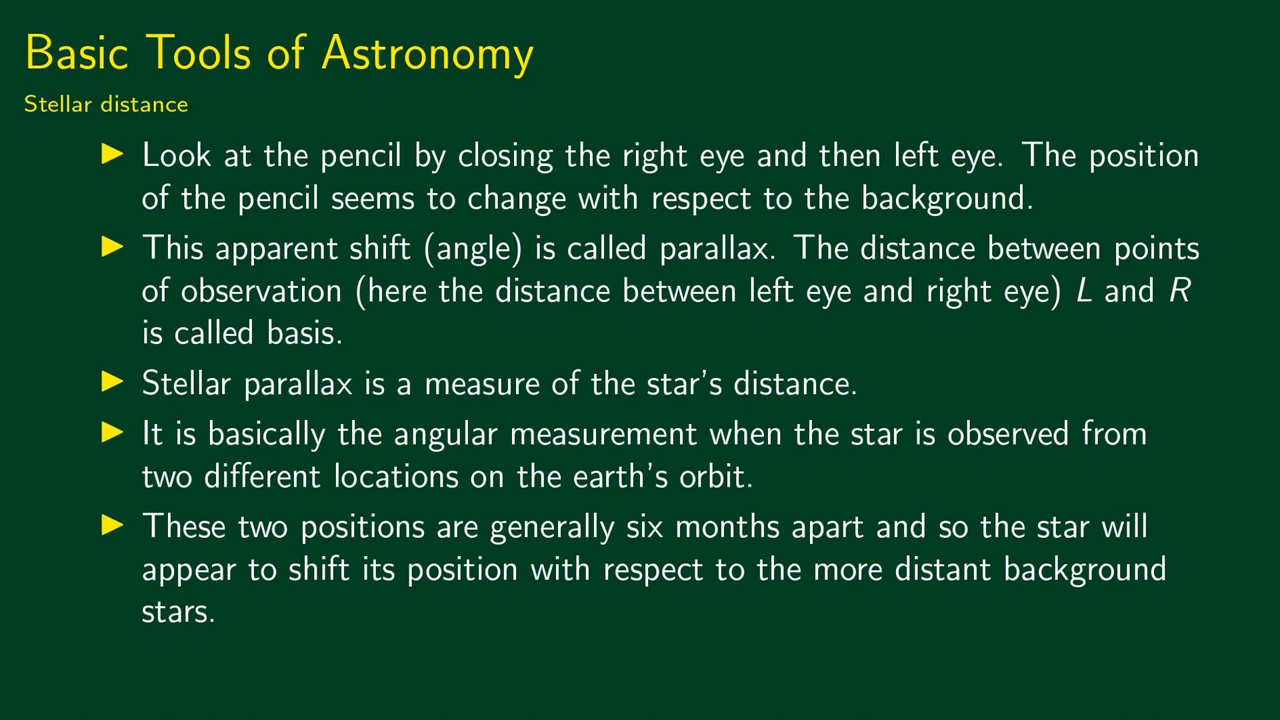 Basic Tools of Astronomy
Stellar distance
▶ Look at the pencil by closing the right eye and then left eye. The position
of the pencil seems to change with respect to the background.
▶ This apparent shift (angle) is called parallax. The distance between points
of observation (here the distance between left eye and right eye) L and R
is called basis.
▶ Stellar parallax is a measure of the star's distance.
▶ It is basically the angular measurement when the star is observed from
two different locations on the earth's orbit.
▶ These two positions are generally six months apart and so the star will
appear to shift its position with respect to the more distant background
stars.